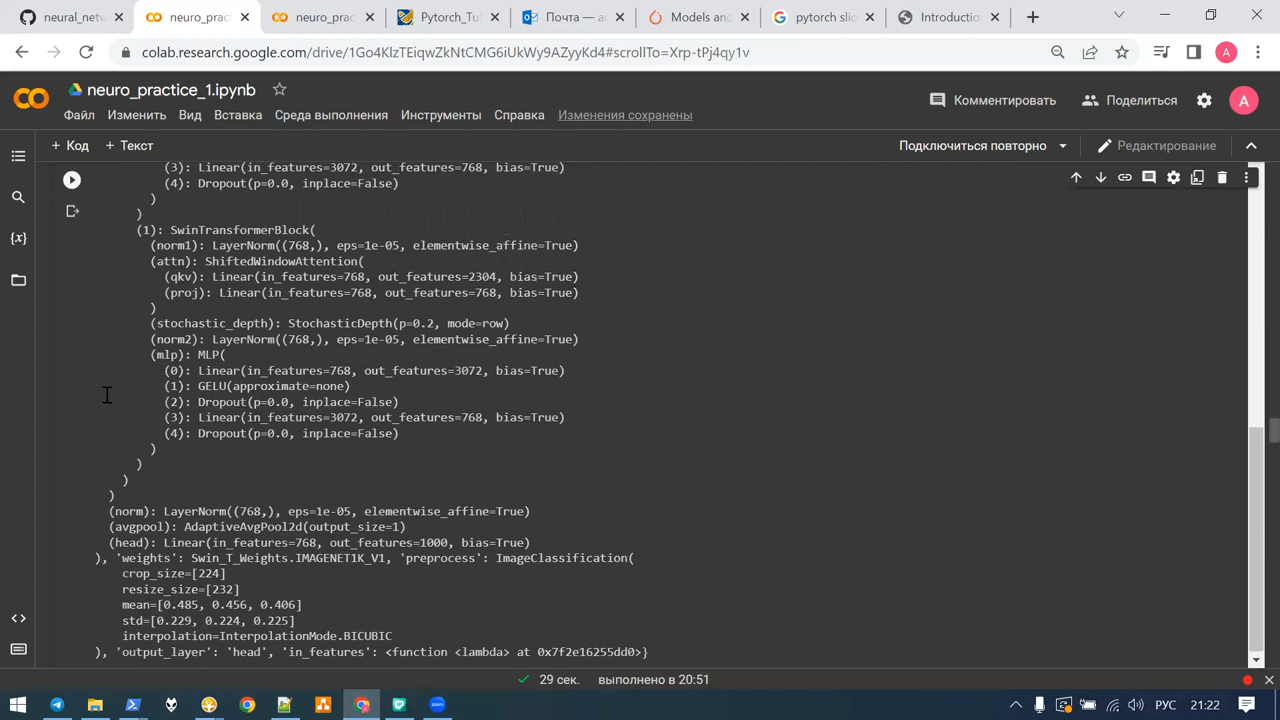 neural_netw
neuro_practi
neuro_practi
Pytorch_Tut
Почта — а
Models and
pytorch slid
Introduction
colab.research.google.com/drive/1Go4KlzTEiqwZkNtCMG6iUkWy9AZyyKd4#scrollTo=Xrp-tPj4qy1v
A
neuro_practice_1.ipynb
Комментировать
Поделиться
A
Файл Изменить Вид Вставка Среда выполнения Инструменты Справка Изменения сохранены
+ Код + Текст
Подключиться повторно
Редактирование
(3): Linear(in_features=3072, out_features=768, bias=True)
(4): Dropout(p=0.0, inplace=False)
)
)
(1): SwinTransformerBlock(
(norm1): LayerNorm((768,), eps=1e-05, elementwise_affine=True)
(attn): ShiftedWindowAttention(
(qkv): Linear(in_features=768, out_features=2304, bias=True)
(proj): Linear(in_features=768, out_features=768, bias=True)
)
(stochastic_depth): StochasticDepth(p=0.2, mode=row)
(norm2): LayerNorm((768,), eps=1e-05, elementwise_affine=True)
(mlp): MLP(
(0): Linear(in_features=768, out_features=3072, bias=True)
(1): GELU(approximate=none)
(2): Dropout(p=0.0, inplace=False)
(3): Linear(in_features=3072, out_features=768, bias=True)
(4): Dropout(p=0.0, inplace=False)
)
)
)
)
(norm): LayerNorm((768,), eps=1e-05, elementwise_affine=True)
(avgpool): AdaptiveAvgPool2d(output_size=1)
(head): Linear(in_features=768, out_features=1000, bias=True)
), 'weights': Swin_T_Weights.IMAGENET1K_V1, 'preprocess': ImageClassification(
crop_size=[224]
resize_size=[232]
mean=[0.485, 0.456, 0.406]
std=[0.229, 0.224, 0.225]
interpolation=InterpolationMode.BICUBIC
), 'output_layer': 'head', 'in_features': <function <lambda> at 0x7f2e16255dd0>}
29 сек. выполнено в 20:51
РУС 21:22